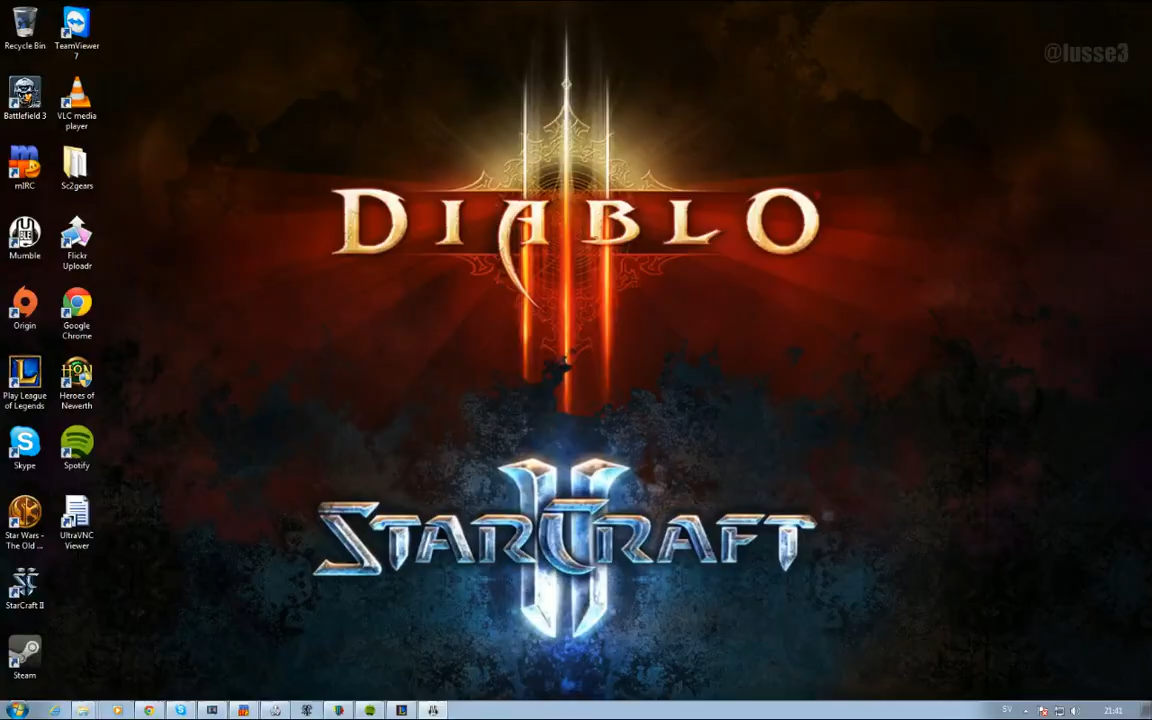 @lusse3
Recycle Bin
TeamViewer
7
Battlefield 3
VLC media
player
mIRC
Sc2gears
Mumble
Flickr
Uploadr
Origin
Google
Chrome
Play League
of Legends
HON
Heroes of
Newerth
Skype
Spotify
Star Wars -
The Old ...
UltraVNC
Viewer
StarCraft II
Steam
DIABLO
STARCRAFT
II
SV
21:41